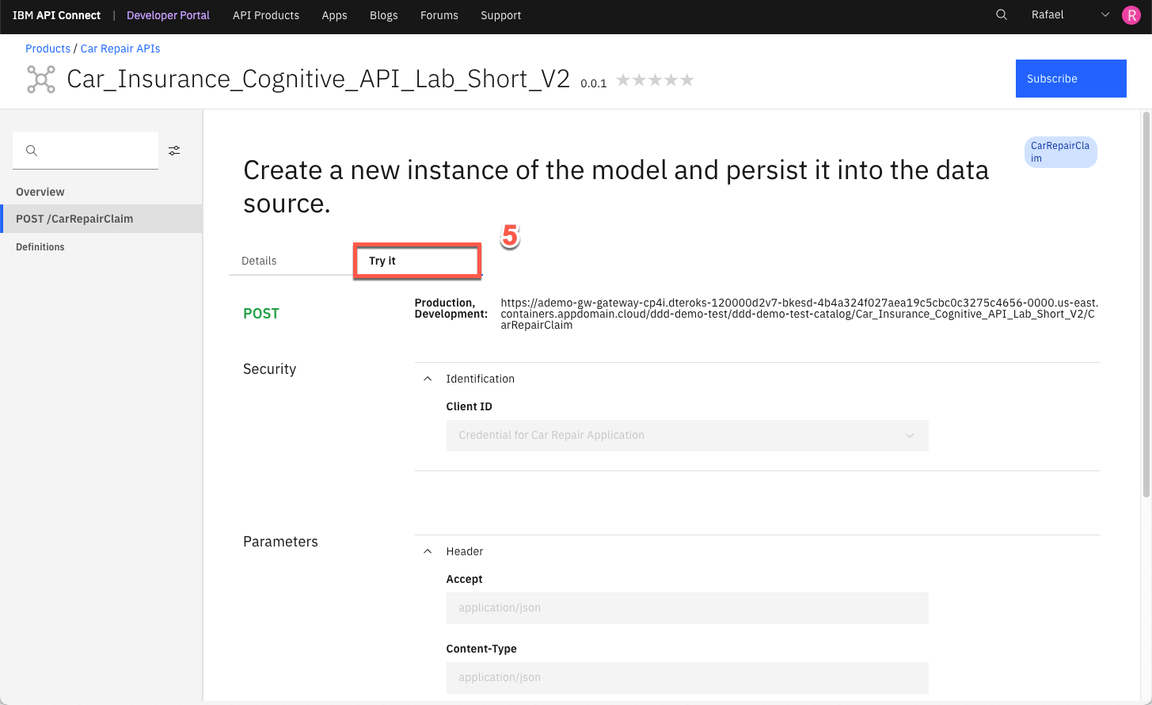 IBM API Connect | Developer Portal API Products Apps Blogs Forums Support Rafael R
Products / Car Repair APIs
Car_Insurance_Cognitive_API_Lab_Short_V2 0.0.1
Subscribe
Overview
POST /CarRepairClaim
Definitions
CarRepairCla
im
Create a new instance of the model and persist it into the data
source.
5
Details Try it
POST
Production,
Development:
https://ademo-gw-gateway-cp4i.dteroks-120000d2v7-bkesd-4b4a324f027aea19c5cbc0c3275c4656-0000.us-east.
containers.appdomain.cloud/ddd-demo-test/ddd-demo-test-catalog/Car_Insurance_Cognitive_API_Lab_Short_V2/C
arRepairClaim
Security
Identification
Client ID
Credential for Car Repair Application
Parameters
Header
Accept
application/json
Content-Type
application/json